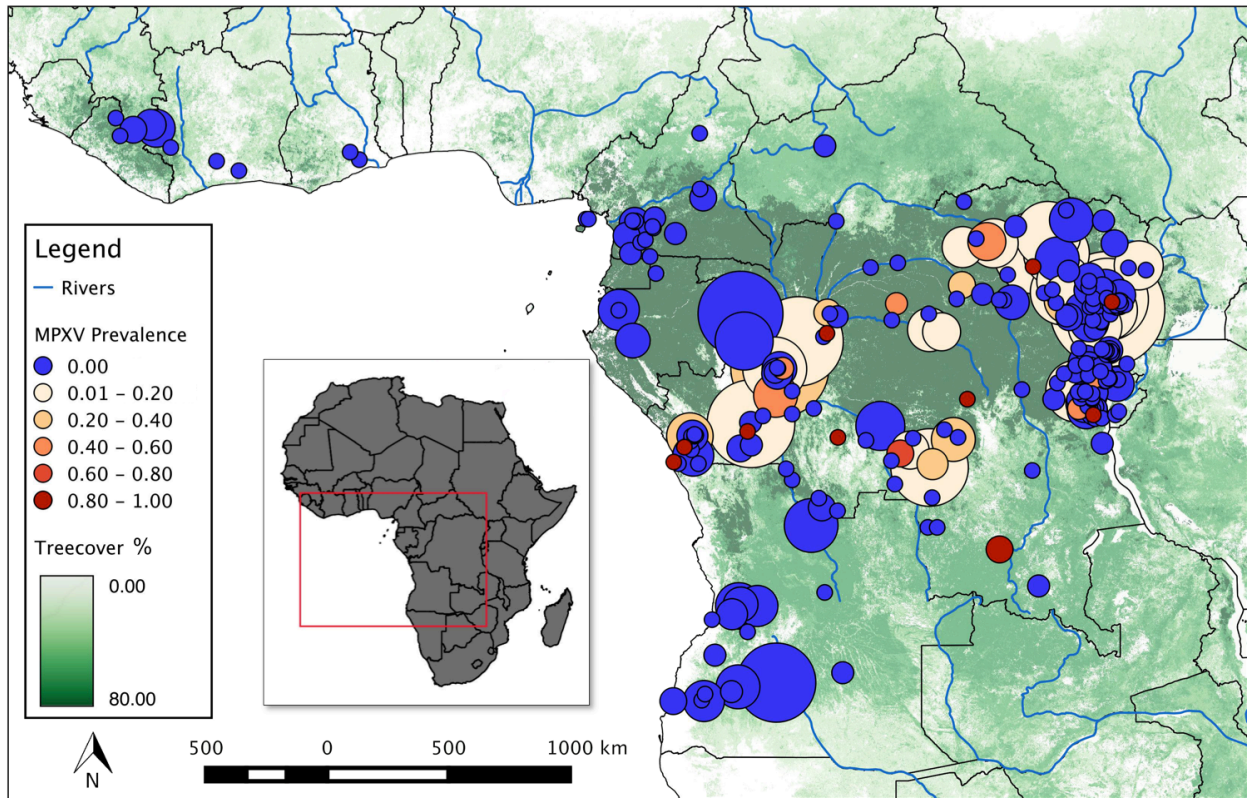 Legend
Rivers
MPXV Prevalence
0.00
0.01 – 0.20
0.20 – 0.40
0.40 – 0.60
0.60 – 0.80
0.80 – 1.00
Treecover %
0.00
80.00
N
500 0 500 1000 km